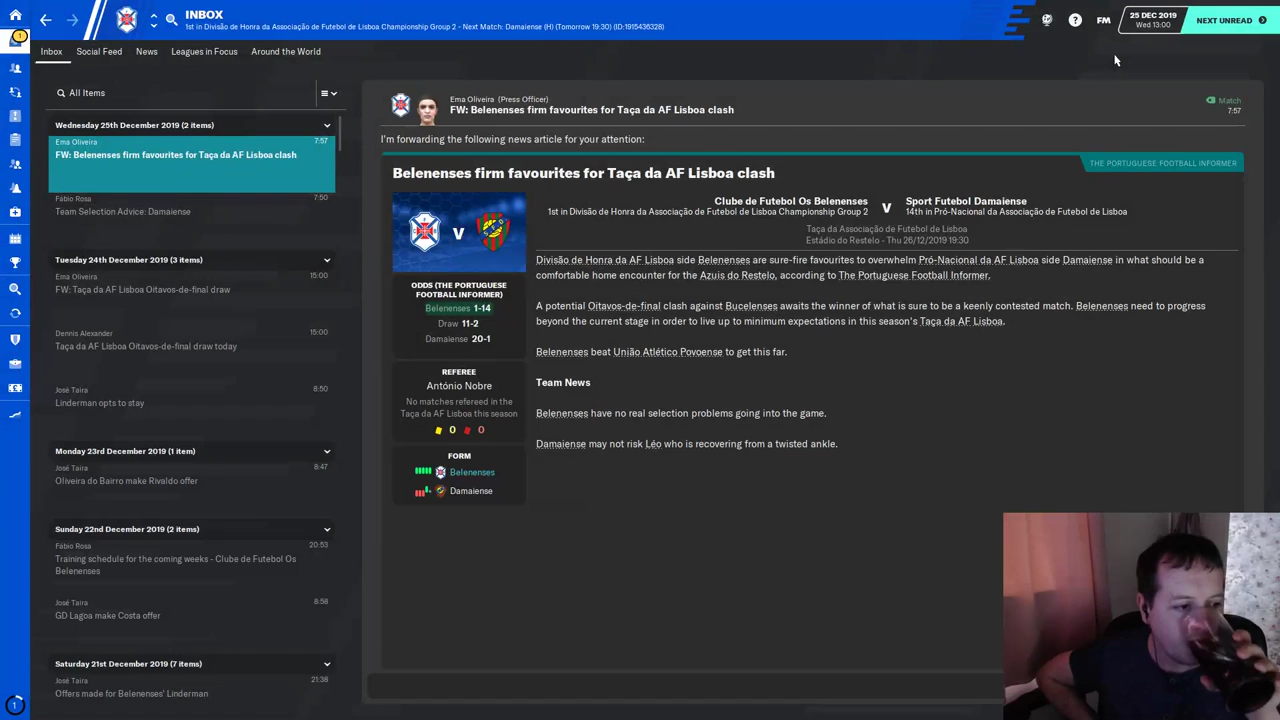 INBOX
1st in Divisão de Honra da Associação de Futebol de Lisboa Championship Group 2 - Next Match: Damaiense (H) (Tomorrow 19:30) (ID:1915436328)
FM
25 DEC 2019
Wed 13:00
NEXT UNREAD
1
Inbox
Social Feed
News
Leagues in Focus
Around the World
All Items
Wednesday 25th December 2019 (2 items)
Ema Oliveira 7:57
FW: Belenenses firm favourites for Taça da AF Lisboa clash
Fábio Rosa 7:50
Team Selection Advice: Damaiense
Tuesday 24th December 2019 (3 items)
Ema Oliveira 15:00
FW: Taça da AF Lisboa Oitavos-de-final draw
Dennis Alexander 15:00
Taça da AF Lisboa Oitavos-de-final draw today
José Taira 8:50
Linderman opts to stay
Monday 23rd December 2019 (1 item)
José Taira 8:47
Oliveira do Bairro make Rivaldo offer
Sunday 22nd December 2019 (2 items)
Fábio Rosa 20:53
Training schedule for the coming weeks - Clube de Futebol Os
Belenenses
José Taira 8:58
GD Lagoa make Costa offer
Saturday 21st December 2019 (7 items)
José Taira 21:38
Offers made for Belenenses' Linderman
1
Ema Oliveira (Press Officer)
FW: Belenenses firm favourites for Taça da AF Lisboa clash
Match
7:57
I'm forwarding the following news article for your attention:
THE PORTUGUESE FOOTBALL INFORMER
Belenenses firm favourites for Taça da AF Lisboa clash
V
Clube de Futebol Os Belenenses
1st in Divisão de Honra da Associação de Futebol de Lisboa Championship Group 2
v
Sport Futebol Damaiense
14th in Pró-Nacional da Associação de Futebol de Lisboa
Taça da Associação de Futebol de Lisboa
Estádio do Restelo - Thu 26/12/2019 19:30
Divisão de Honra da AF Lisboa side Belenenses are sure-fire favourites to overwhelm Pró-Nacional da AF Lisboa side Damaiense in what should be a
comfortable home encounter for the Azuis do Restelo, according to The Portuguese Football Informer.
A potential Oitavos-de-final clash against Bucelenses awaits the winner of what is sure to be a keenly contested match. Belenenses need to progress
beyond the current stage in order to live up to minimum expectations in this season's Taça da AF Lisboa.
Belenenses beat União Atlético Povoense to get this far.
Team News
Belenenses have no real selection problems going into the game.
Damaiense may not risk Léo who is recovering from a twisted ankle.
ODDS (THE PORTUGUESE
FOOTBALL INFORMER)
Belenenses 1-14
Draw 11-2
Damaiense 20-1
REFEREE
António Nobre
No matches refereed in the
Taça da AF Lisboa this season
0 0
FORM
Belenenses
Damaiense